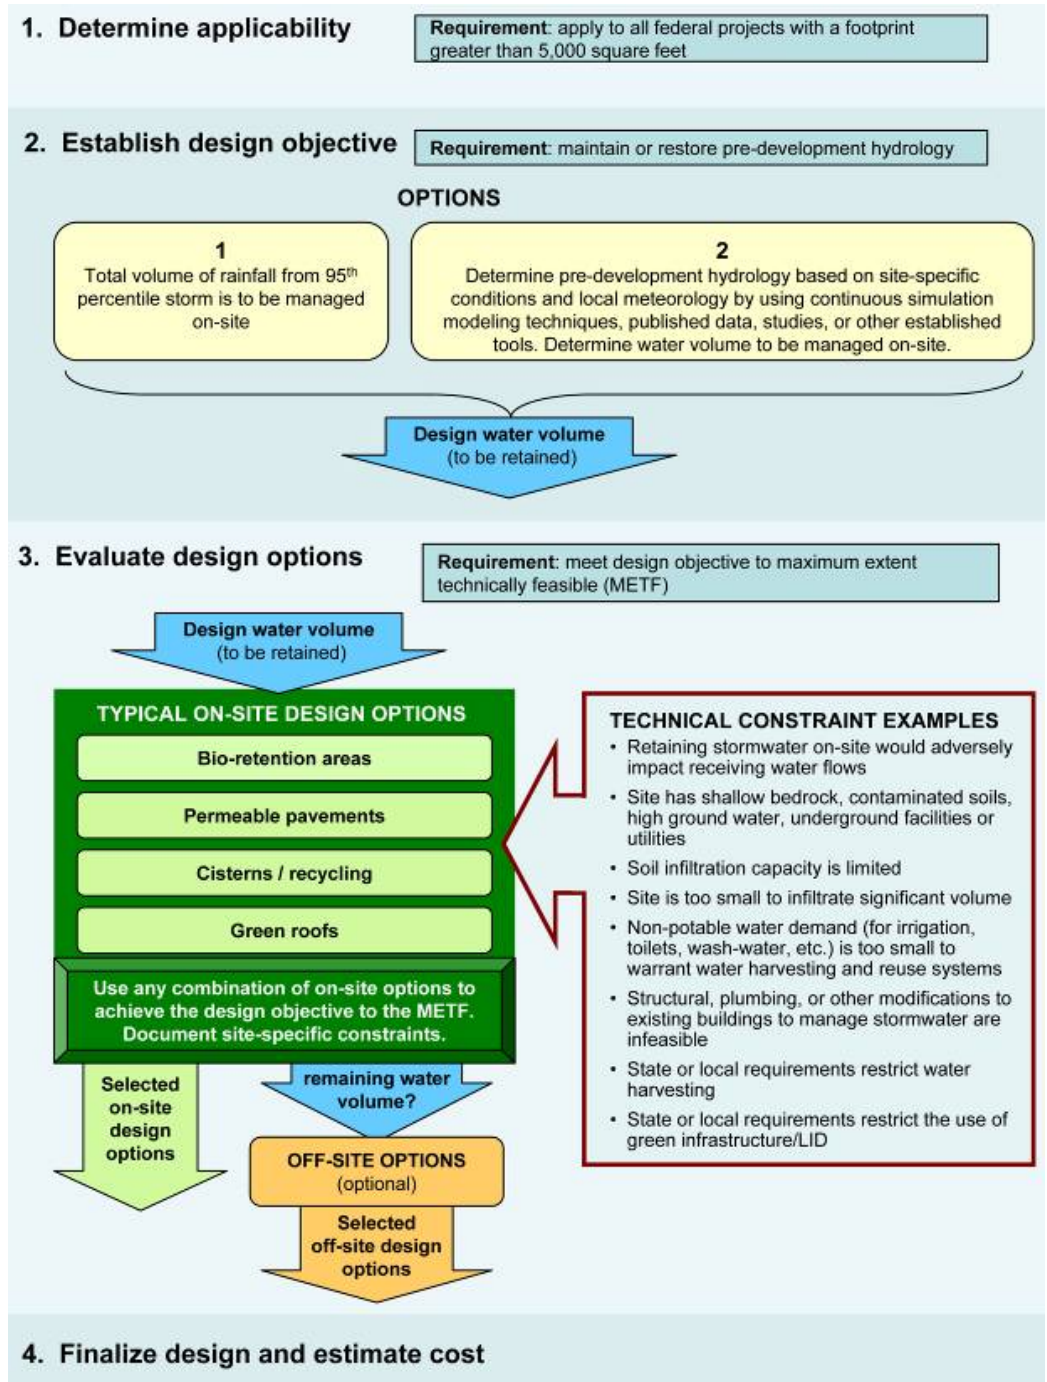 1. Determine applicability
Requirement: apply to all federal projects with a footprint
greater than 5,000 square feet
2. Establish design objective
Requirement: maintain or restore pre-development hydrology
OPTIONS
1
Total volume of rainfall from 95th
percentile storm is to be managed
on-site
2
Determine pre-development hydrology based on site-specific
conditions and local meteorology by using continuous simulation
modeling techniques, published data, studies, or other established
tools. Determine water volume to be managed on-site.
Design water volume
(to be retained)
3. Evaluate design options
Requirement: meet design objective to maximum extent
technically feasible (METF)
Design water volume
(to be retained)
TYPICAL ON-SITE DESIGN OPTIONS
Bio-retention areas
Permeable pavements
Cisterns / recycling
Green roofs
Use any combination of on-site options to
achieve the design objective to the METF.
Document site-specific constraints.
Selected
on-site
design
options
remaining water
volume?
OFF-SITE OPTIONS
(optional)
Selected
off-site design
options
TECHNICAL CONSTRAINT EXAMPLES
• Retaining stormwater on-site would adversely
impact receiving water flows
• Site has shallow bedrock, contaminated soils,
high ground water, underground facilities or
utilities
• Soil infiltration capacity is limited
• Site is too small to infiltrate significant volume
• Non-potable water demand (for irrigation,
toilets, wash-water, etc.) is too small to
warrant water harvesting and reuse systems
• Structural, plumbing, or other modifications to
existing buildings to manage stormwater are
infeasible
• State or local requirements restrict water
harvesting
• State or local requirements restrict the use of
green infrastructure/LID
4. Finalize design and estimate cost